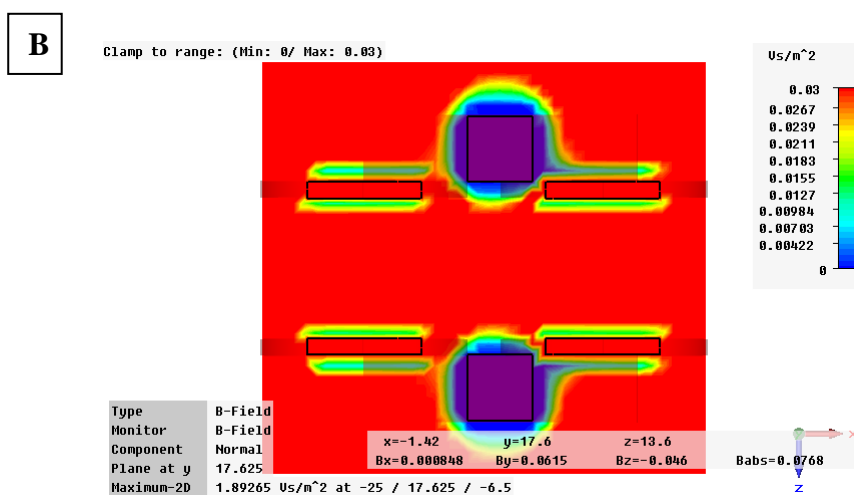 B
Clamp to range: (Min: 0/ Max: 0.03)
Vs/m^2
0.03
0.0267
0.0239
0.0211
0.0183
0.0155
0.0127
0.00984
0.00703
0.00422
0
Type B-Field
Monitor B-Field
Component Normal
Plane at y 17.625
Maximum-2D 1.89265 Vs/m^2 at -25 / 17.625 / -6.5
x=-1.42 y=17.6 z=13.6
Bx=0.000848 By=0.0615 Bz=-0.046 Babs=0.0768
x
z